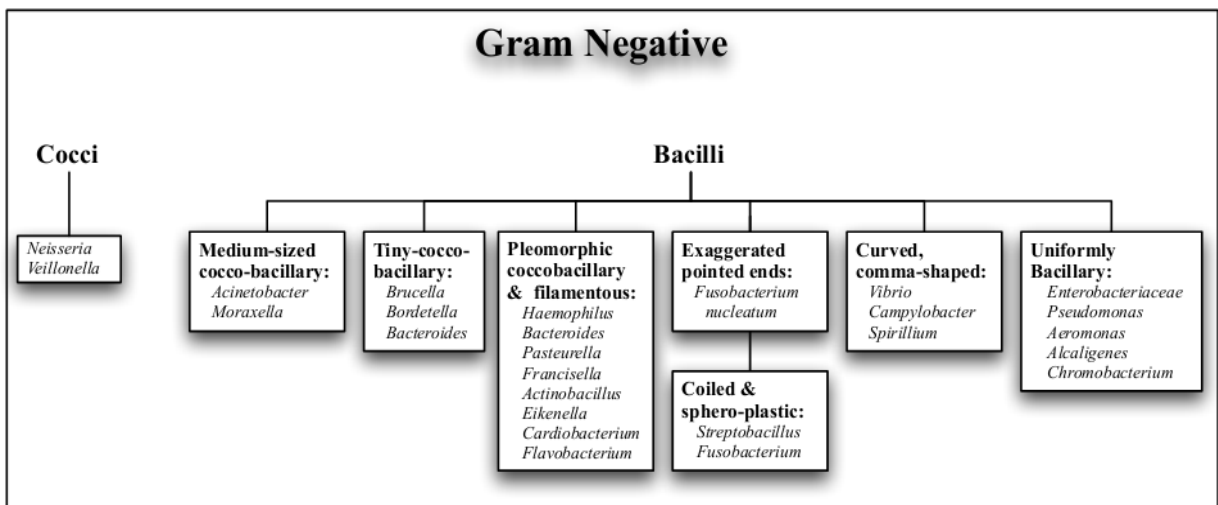 Gram Negative
Cocci
Bacilli
Neisseria
Veillonella
Medium-sized
cocco-bacillary:
Acinetobacter
Moraxella
Tiny-cocco-
bacillary:
Brucella
Bordetella
Bacteroides
Pleomorphic
coccobacillary
& filamentous:
Haemophilus
Bacteroides
Pasteurella
Francisella
Actinobacillus
Eikenella
Cardiobacterium
Flavobacterium
Exaggerated
pointed ends:
Fusobacterium
nucleatum
Coiled &
sphero-plastic:
Streptobacillus
Fusobacterium
Curved,
comma-shaped:
Vibrio
Campylobacter
Spirillium
Uniformly
Bacillary:
Enterobacteriaceae
Pseudomonas
Aeromonas
Alcaligenes
Chromobacterium